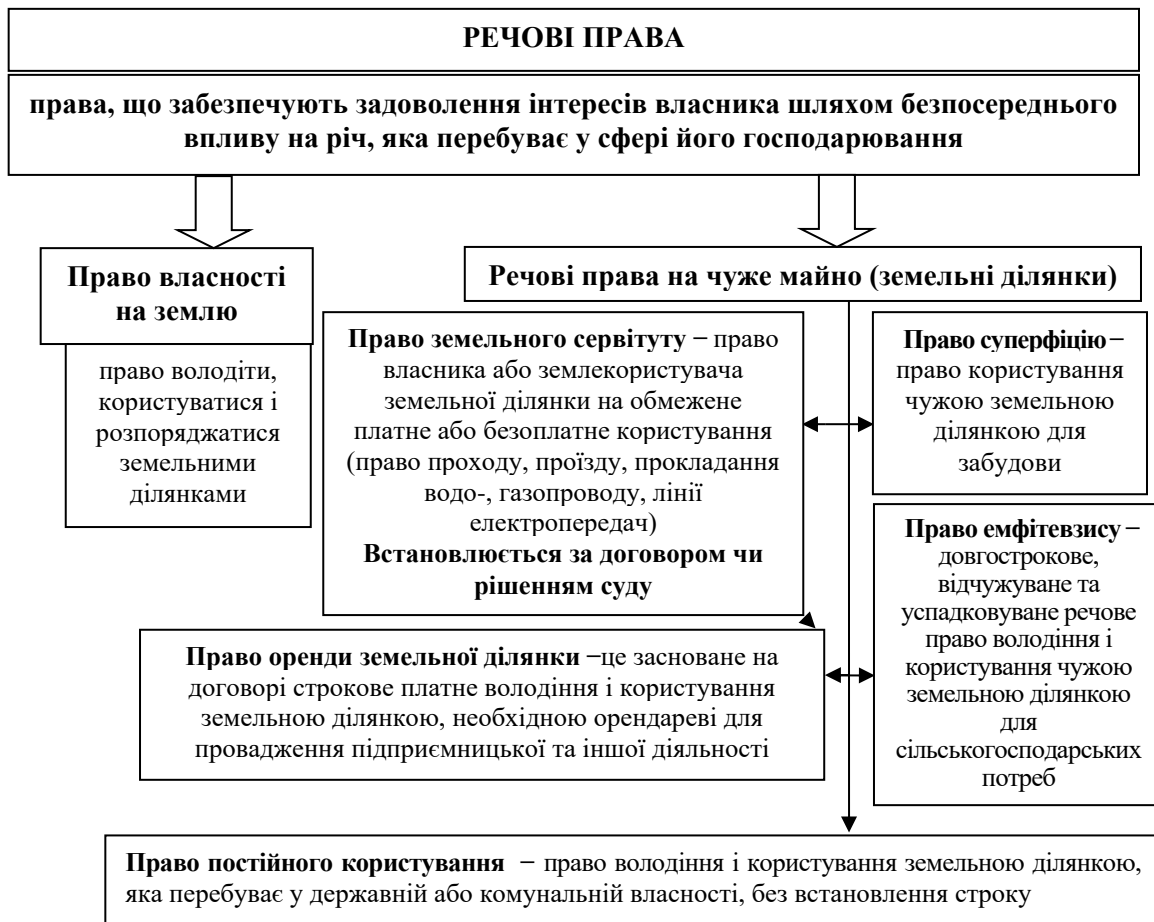 РЕЧОВІ ПРАВА
права, що забезпечують задоволення інтересів власника шляхом безпосереднього
впливу на річ, яка перебуває у сфері його господарювання
Право власності
на землю
право володіти,
користуватися і
розпоряджатися
земельними
ділянками
Речові права на чуже майно (земельні ділянки)
Право земельного сервітуту – право
власника або землекористувача
земельної ділянки на обмежене
платне або безоплатне користування
(право проходу, проїзду, прокладання
водо-, газопроводу, лінії
електропередач)
Встановлюється за договором чи
рішенням суду
Право суперфіцію –
право користування
чужою земельною
ділянкою для
забудови
Право емфітевзису –
довгострокове,
відчужуване та
успадковуване речове
право володіння і
користування чужою
земельною ділянкою
для
сільськогосподарських
потреб
Право оренди земельної ділянки –це засноване на
договорі строкове платне володіння і користування
земельною ділянкою, необхідною орендареві для
провадження підприємницької та іншої діяльності
Право постійного користування – право володіння і користування земельною ділянкою,
яка перебуває у державній або комунальній власності, без встановлення строку